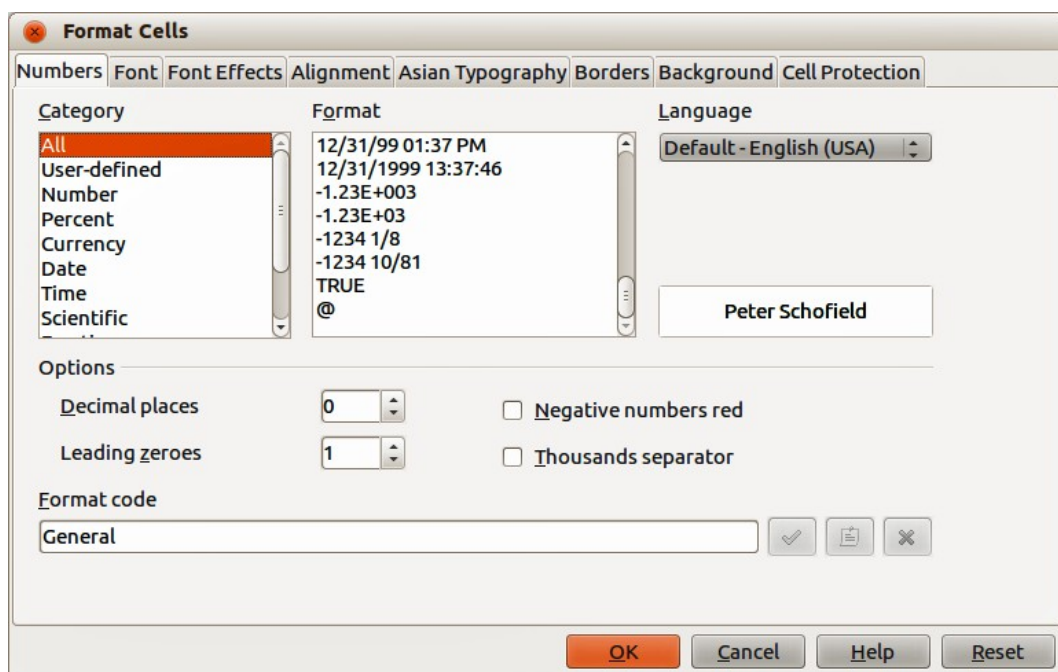 Format Cells
Numbers Font Font Effects Alignment Asian Typography Borders Background Cell Protection
Category
All
User-defined
Number
Percent
Currency
Date
Time
Scientific
Format
12/31/99 01:37 PM
12/31/1999 13:37:46
-1.23E+003
-1.23E+03
-1234 1/8
-1234 10/81
TRUE
@
Language
Default - English (USA)
Peter Schofield
Options
Decimal places 0
Negative numbers red
Leading zeroes 1
Thousands separator
Format code
General
OK Cancel Help Reset